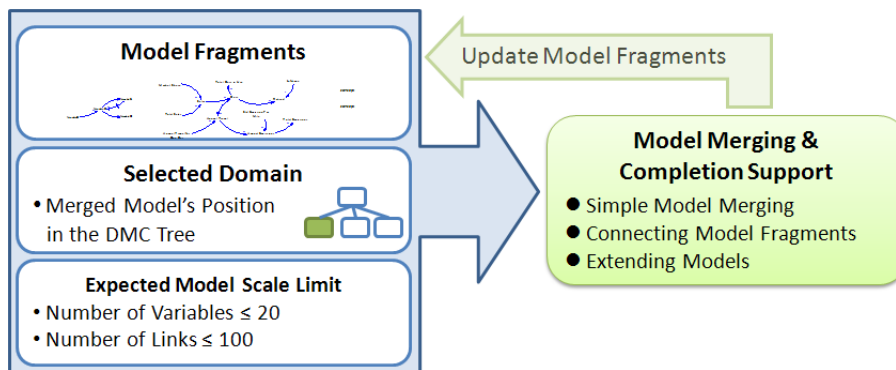 Model Fragments
Update Model Fragments
Selected Domain
• Merged Model's Position
in the DMC Tree
Expected Model Scale Limit
• Number of Variables ≤ 20
• Number of Links ≤ 100
Model Merging &
Completion Support
● Simple Model Merging
● Connecting Model Fragments
● Extending Models